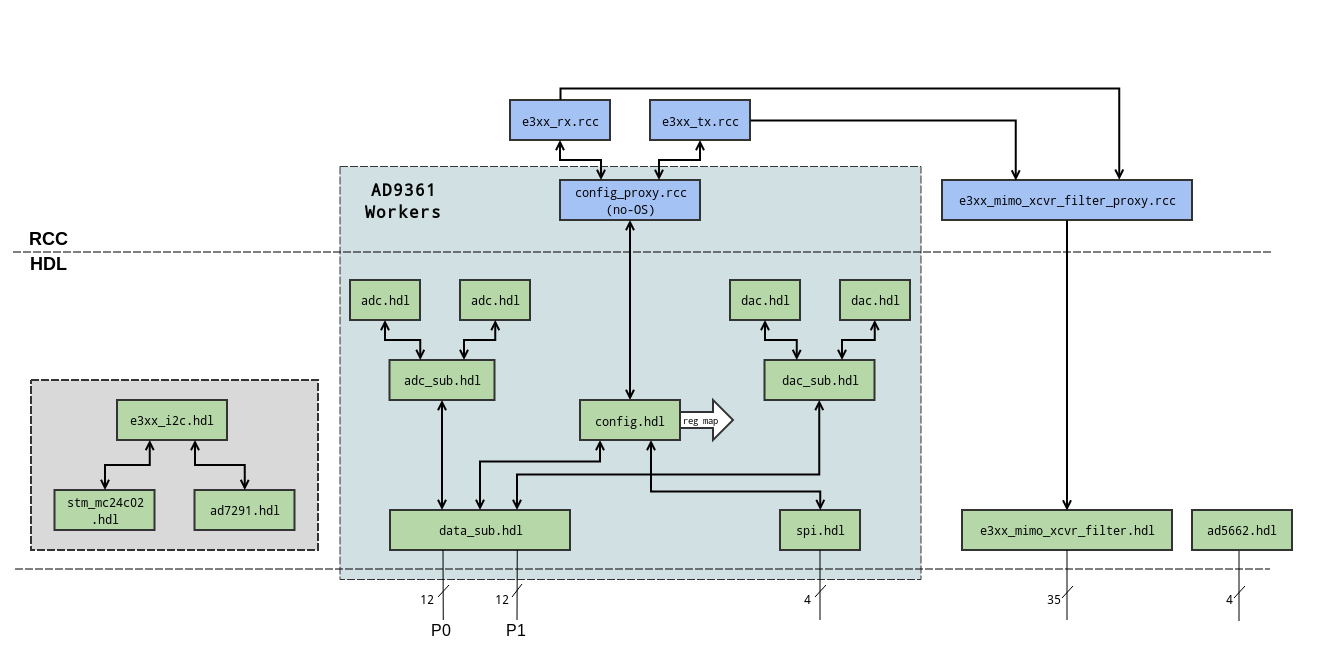 e3xx_rx.rcc
e3xx_tx.rcc
AD9361
Workers
config_proxy.rcc
(no-OS)
e3xx_mimo_xcvr_filter_proxy.rcc
RCC
HDL
adc.hdl
adc.hdl
dac.hdl
dac.hdl
adc_sub.hdl
dac_sub.hdl
e3xx_i2c.hdl
config.hdl
reg map
stm_mc24c02
.hdl
ad7291.hdl
data_sub.hdl
spi.hdl
e3xx_mimo_xcvr_filter.hdl
ad5662.hdl
12
12
4
35
4
P0
P1